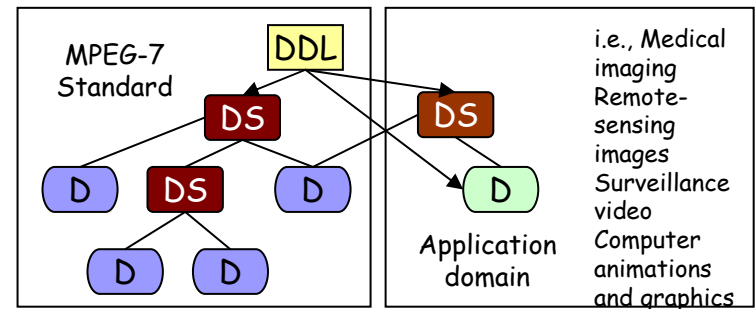 MPEG-7
Standard
DDL
DS
D
DS
D
D
D
DS
D
Application
domain
i.e., Medical
imaging
Remote-
sensing
images
Surveillance
video
Computer
animations
and graphics